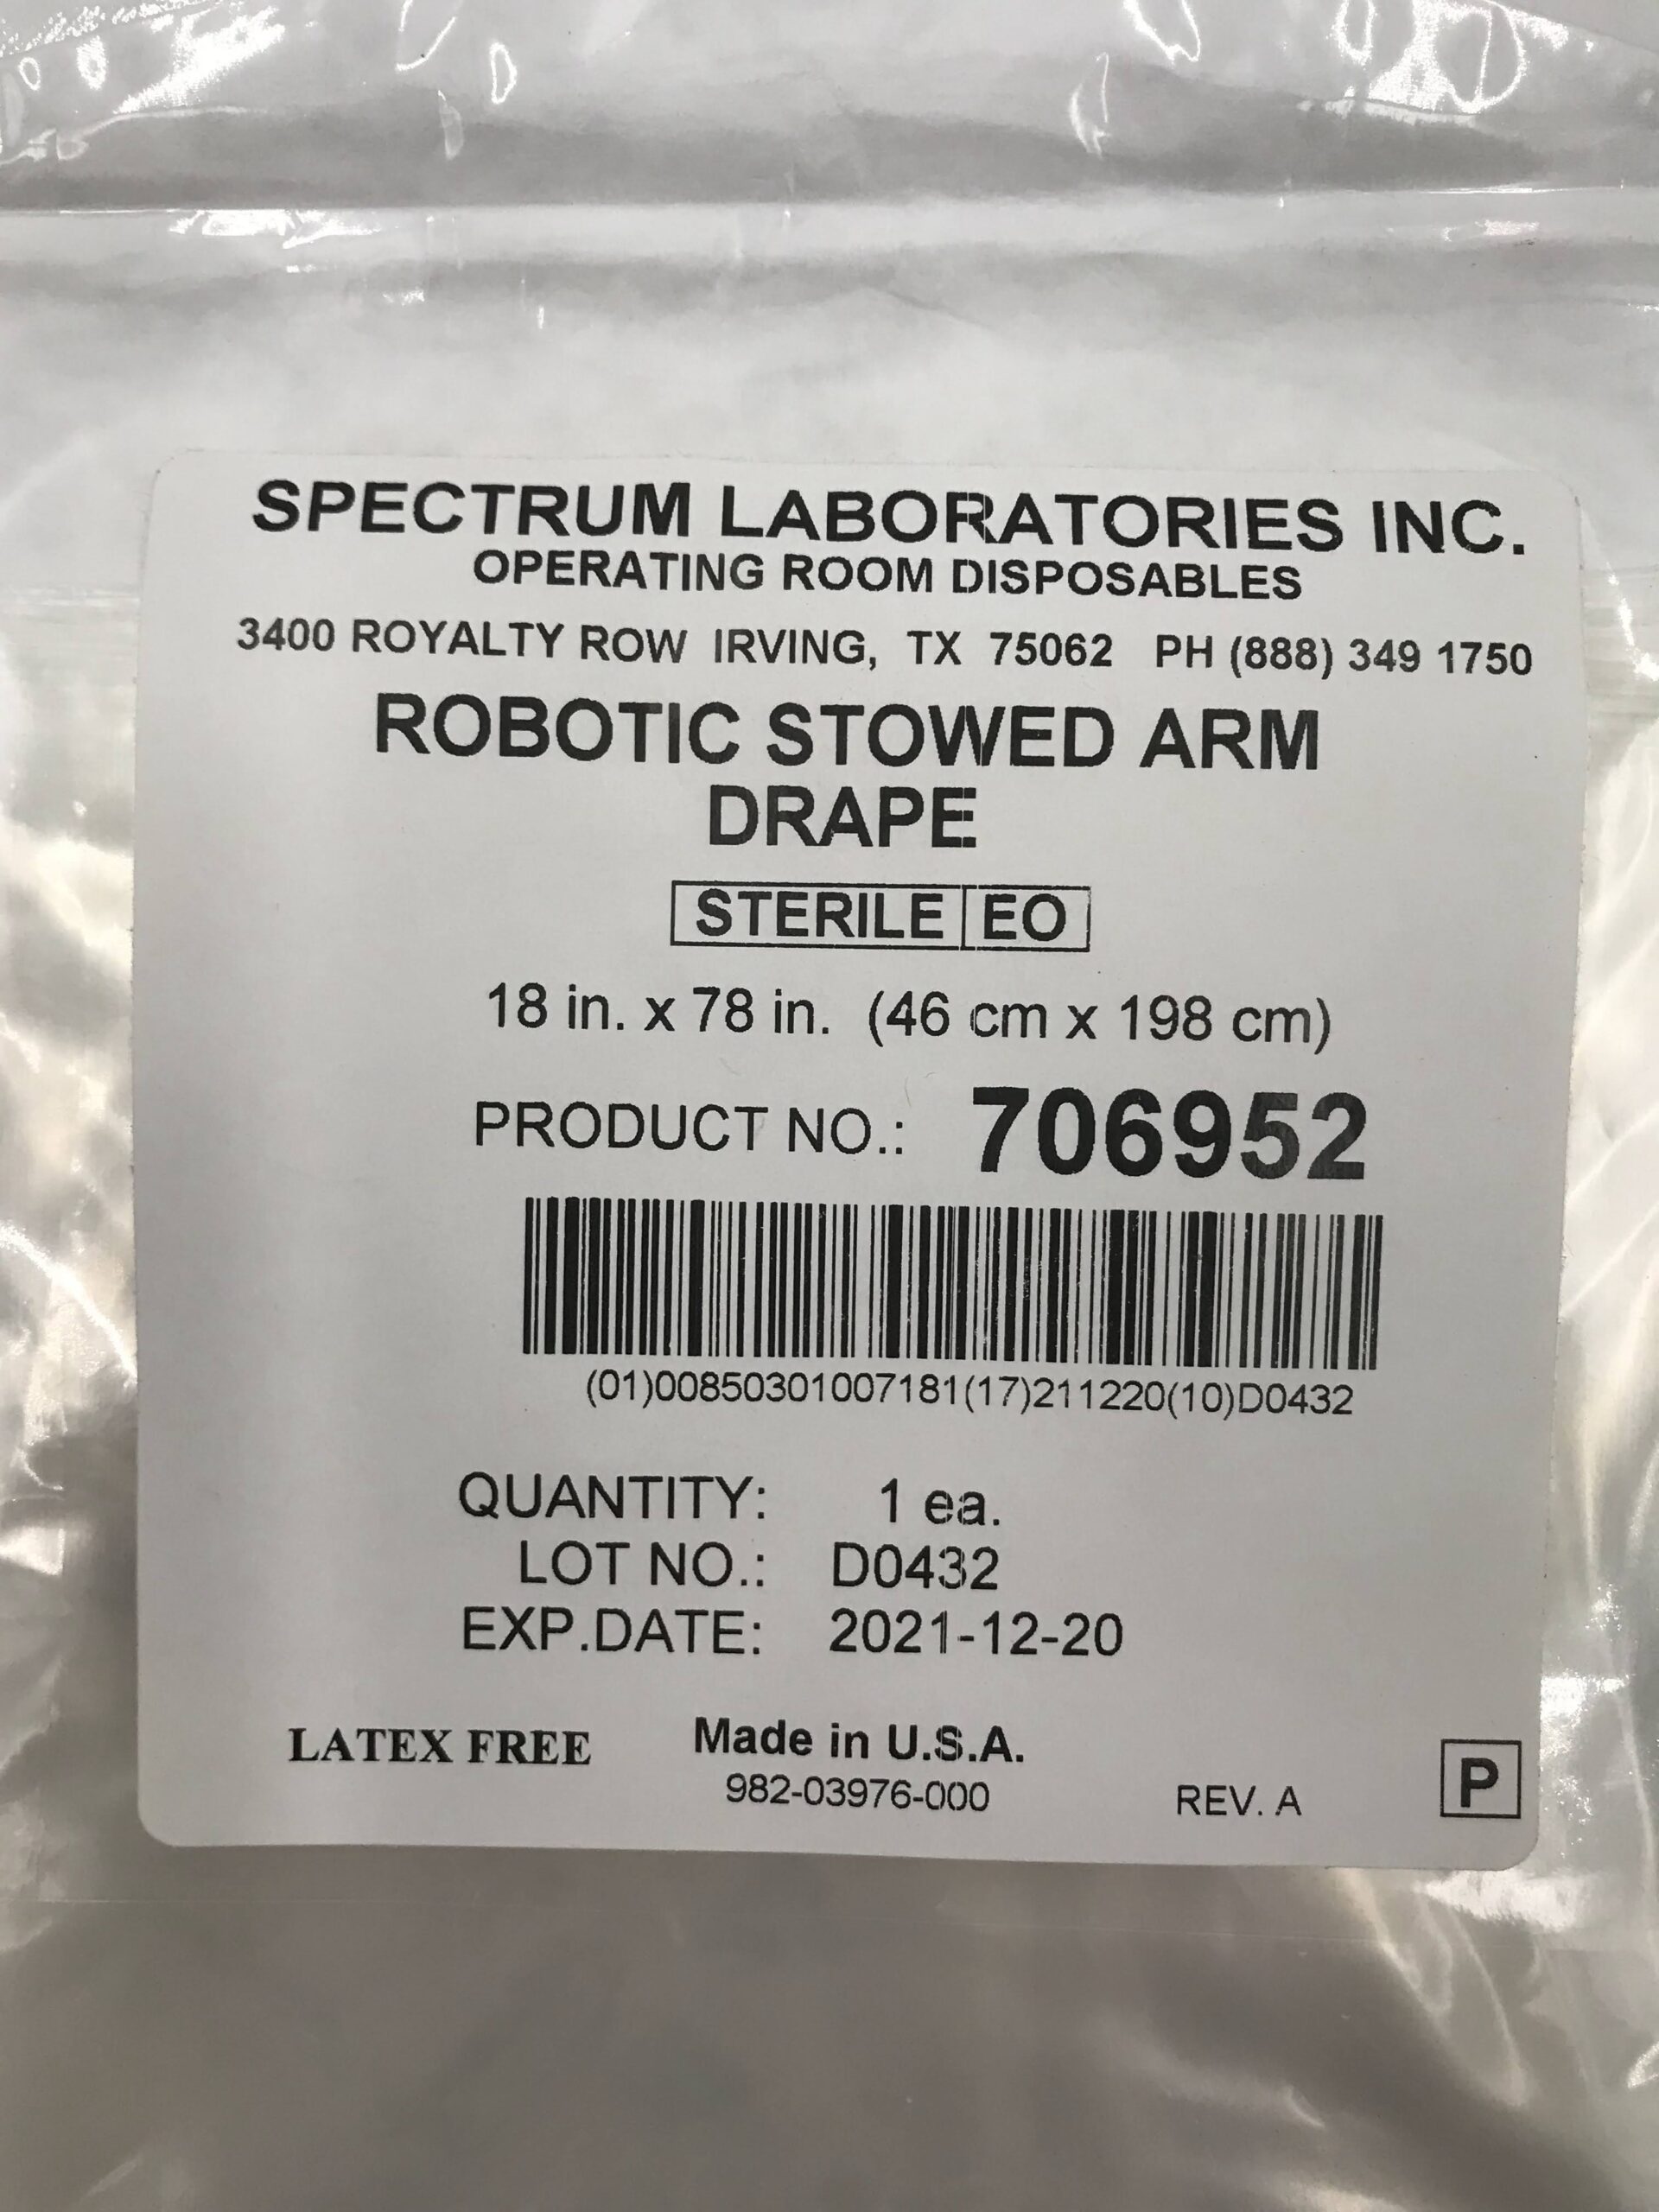 SPECTRUM LABORATORIES INC.
OPERATING ROOM DISPOSABLES
3400 ROYALTY ROW IRVING, TX 75062 PH (888) 349 1750
ROBOTIC STOWED ARM
DRAPE
STERILE EO
18 in. x 78 in. (46 cm x 198 cm)
PRODUCT NO.: 706952
(01)00850301007181(17)211220(10)D0432
QUANTITY: 1 ea.
LOT NO.: D0432
EXP.DATE: 2021-12-20
LATEX FREE
Made in U.S.A.
982-03976-000
REV. A
P